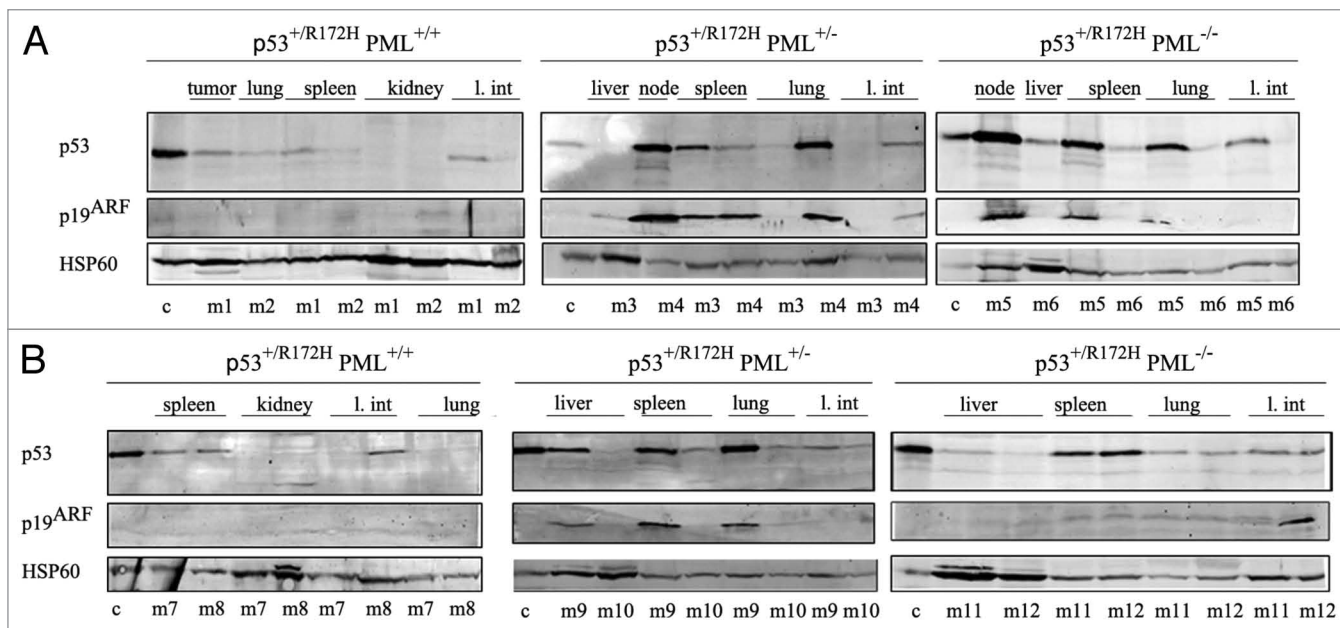 A
p53+/R172H PML+/+ p53+/R172H PML+/- p53+/R172H PML-/-
tumor lung spleen kidney l. int liver node spleen lung l. int node liver spleen lung l. int
p53
p19ARF
HSP60
c m1 m2 m1 m2 m1 m2 m1 m2 c m3 m4 m3 m4 m3 m4 m3 m4 c m5 m6 m5 m6 m5 m6 m5 m6
B
p53+/R172H PML+/+ p53+/R172H PML+/- p53+/R172H PML-/-
spleen kidney l. int lung liver spleen lung l. int liver spleen lung l. int
p53
p19ARF
HSP60
c m7 m8 m7 m8 m7 m8 m7 m8 c m9 m10 m9 m10 m9 m10 m9 m10 c m11 m12 m11 m12 m11 m12 m11 m12